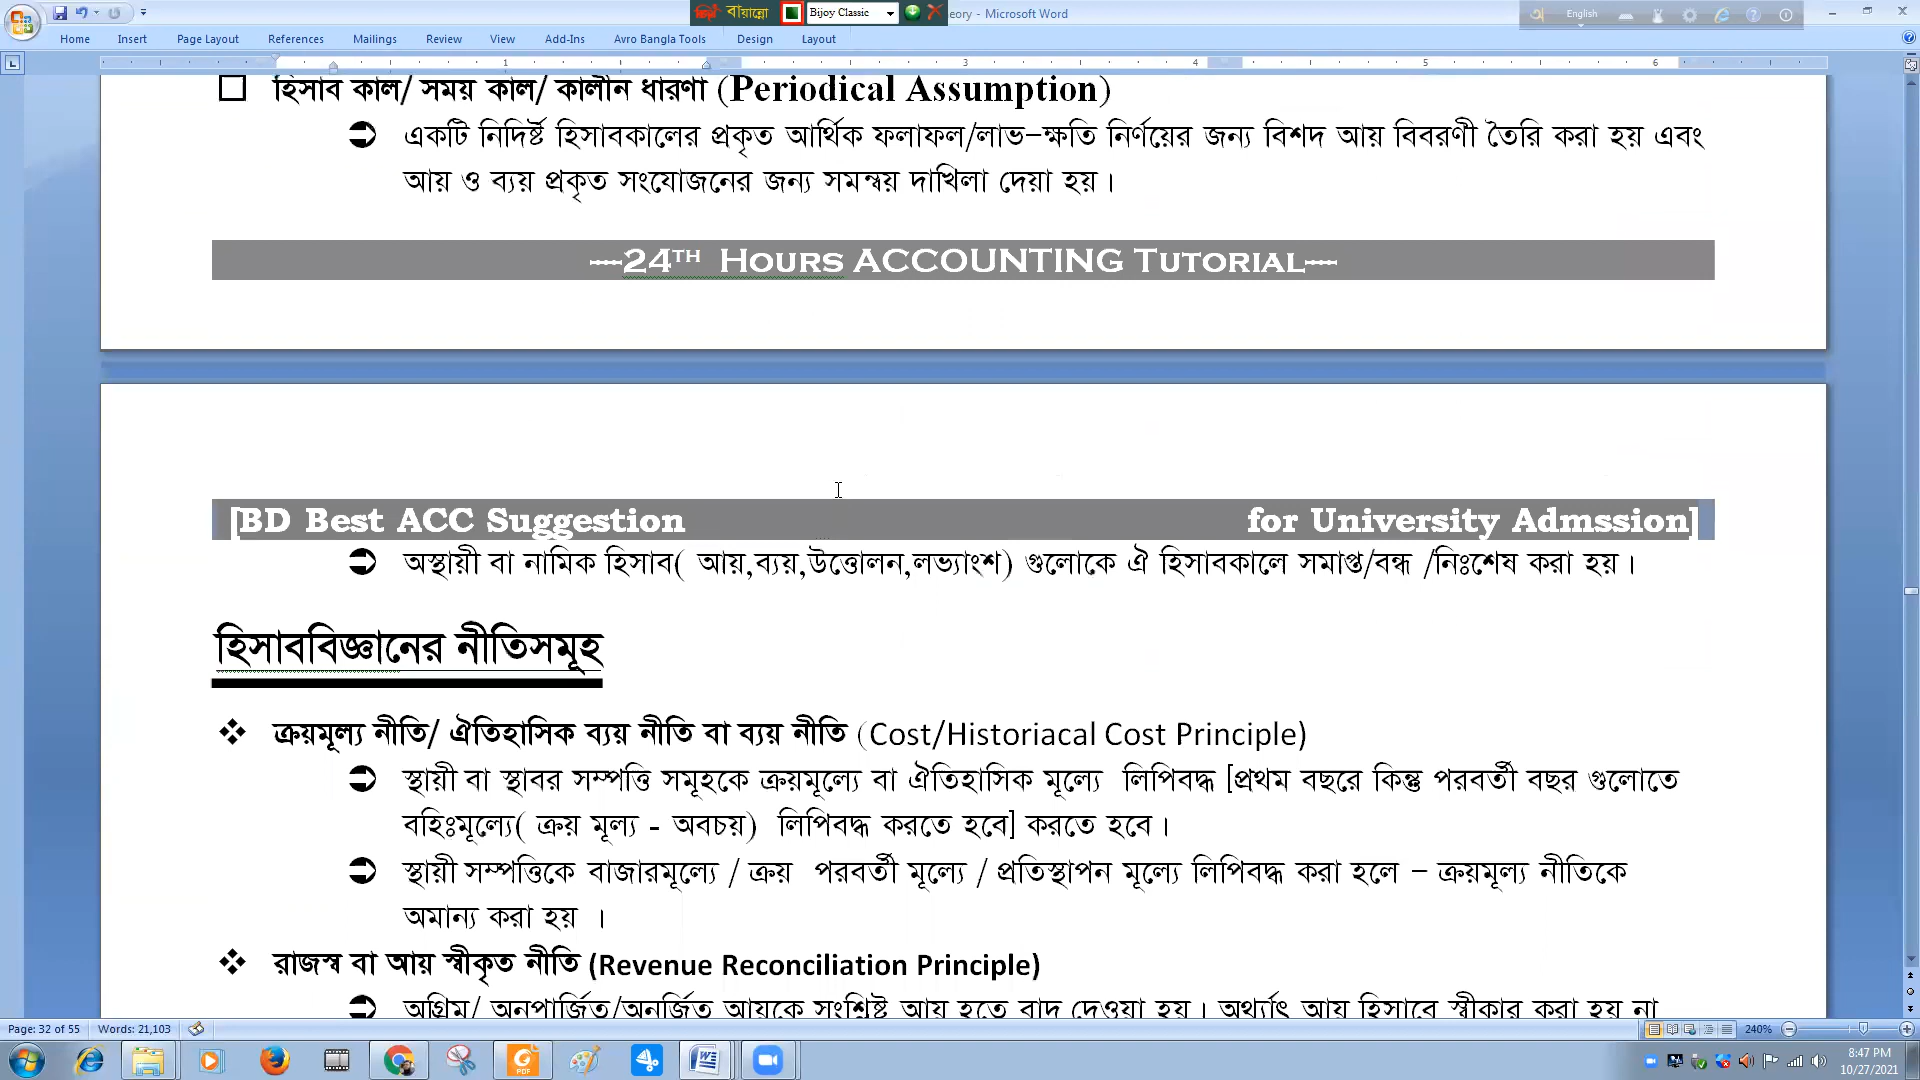 বায়ান্নো Bijoy Classic eory - Microsoft Word English
Home Insert Page Layout References Mailings Review View Add-Ins Avro Bangla Tools Design Layout
1 3 4 5 6
হিসাব কাল/ সময় কাল/ কালীন ধারণা (Periodical Assumption)
একটি নিদির্ষ্ট হিসাবকালের প্রকৃত আর্থিক ফলাফল/লাভ–ক্ষতি নির্ণয়ের জন্য বিশদ আয় বিবরণী তৈরি করা হয় এবং
আয় ও ব্যয় প্রকৃত সংযোজনের জন্য সমন্বয় দাখিলা দেয়া হয়।
---24TH Hours ACCOUNTING Tutorial---
[BD Best ACC Suggestion for University Admssion]
অস্থায়ী বা নামিক হিসাব( আয়,ব্যয়,উত্তোলন,লভ্যাংশ) গুলোকে ঐ হিসাবকালে সমাপ্ত/বন্ধ /নিঃশেষ করা হয়।
হিসাববিজ্ঞানের নীতিসমূহ
ক্রয়মূল্য নীতি/ ঐতিহাসিক ব্যয় নীতি বা ব্যয় নীতি (Cost/Historiacal Cost Principle)
স্থায়ী বা স্থাবর সম্পত্তি সমূহকে ক্রয়মূল্যে বা ঐতিহাসিক মূল্যে লিপিবদ্ধ [প্রথম বছরে কিন্তু পরবর্তী বছর গুলোতে
বহিঃমূল্যে( ক্রয় মূল্য - অবচয়) লিপিবদ্ধ করতে হবে] করতে হবে।
স্থায়ী সম্পত্তিকে বাজারমূল্যে / ক্রয় পরবর্তী মূল্যে / প্রতিস্থাপন মূল্যে লিপিবদ্ধ করা হলে – ক্রয়মূল্য নীতিকে
অমান্য করা হয় ।
রাজস্ব বা আয় স্বীকৃত নীতি (Revenue Reconciliation Principle)
অগ্রিম/ অনুপার্জিত/অনর্জিত আয়কে সংশ্লিষ্ট আয় হতে বাদ দেওয়া হয়। অর্থ্যাৎ আয় হিসাবে স্বীকার করা হয় না
Page: 32 of 55 Words: 21,103 240%
8:47 PM
10/27/2021